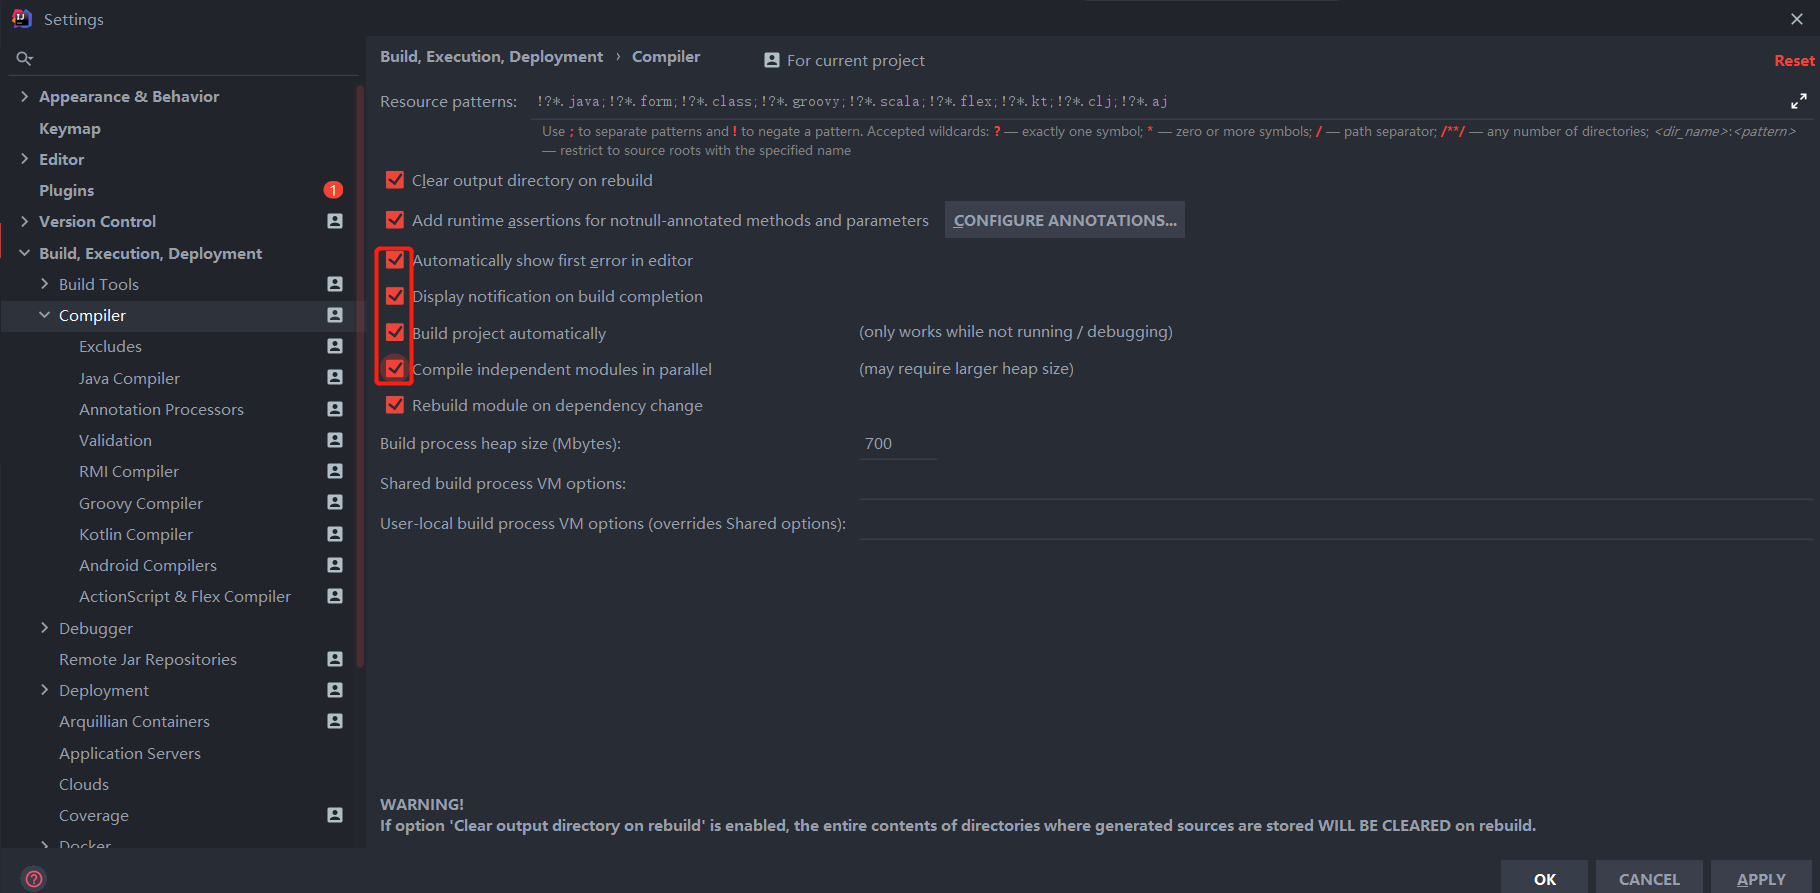 Settings
Appearance & Behavior
Keymap
Editor
Plugins 1
Version Control
Build, Execution, Deployment
Build Tools
Compiler
Excludes
Java Compiler
Annotation Processors
Validation
RMI Compiler
Groovy Compiler
Kotlin Compiler
Android Compilers
ActionScript & Flex Compiler
Debugger
Remote Jar Repositories
Deployment
Arquillian Containers
Application Servers
Clouds
Coverage
Docker
Build, Execution, Deployment › Compiler For current project Reset
Resource patterns: !?*.java;!?*.form;!?*.class;!?*.groovy;!?*.scala;!?*.flex;!?*.kt;!?*.clj;!?*.aj
Use ; to separate patterns and ! to negate a pattern. Accepted wildcards: ? — exactly one symbol; * — zero or more symbols; / — path separator; /**/ — any number of directories; <dir_name>:<pattern>
— restrict to source roots with the specified name
Clear output directory on rebuild
Add runtime assertions for notnull-annotated methods and parameters CONFIGURE ANNOTATIONS...
Automatically show first error in editor
Display notification on build completion
Build project automatically (only works while not running / debugging)
Compile independent modules in parallel (may require larger heap size)
Rebuild module on dependency change
Build process heap size (Mbytes): 700
Shared build process VM options:
User-local build process VM options (overrides Shared options):
WARNING!
If option 'Clear output directory on rebuild' is enabled, the entire contents of directories where generated sources are stored WILL BE CLEARED on rebuild.
? OK CANCEL APPLY